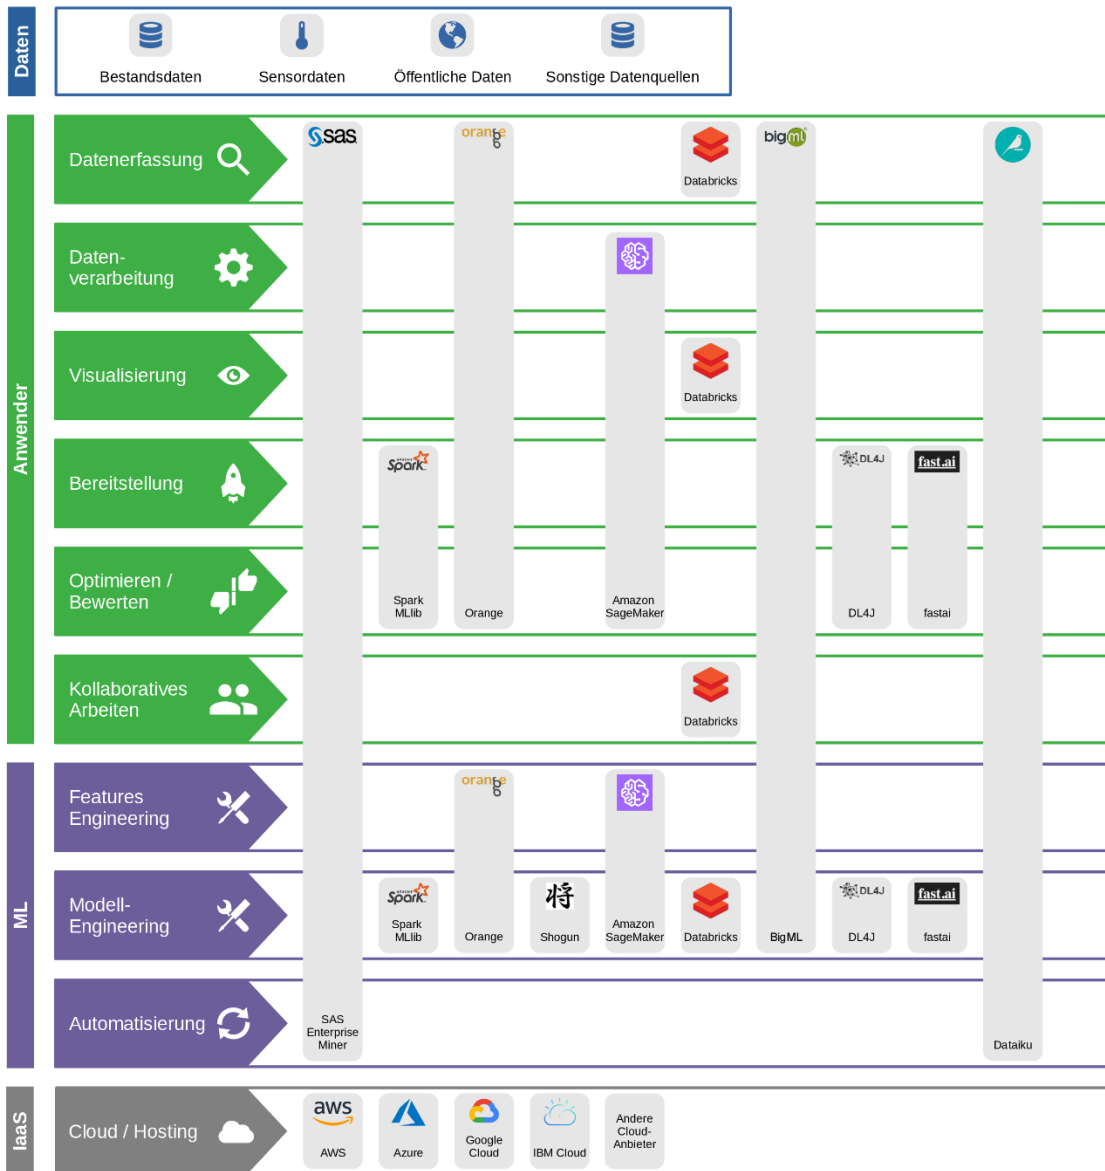 Daten
Bestandsdaten
Sensordaten
Öffentliche Daten
Sonstige Datenquellen
Anwender
Datenerfassung
sas
orange
Databricks
bigml
Daten-
verarbeitung
Visualisierung
Databricks
Bereitstellung
APACHE
Spark
DL4J
fast.ai
Optimieren /
Bewerten
Spark
MLlib
Orange
Amazon
SageMaker
DL4J
fastai
Kollaboratives
Arbeiten
Databricks
ML
Features
Engineering
orange
Modell-
Engineering
APACHE
Spark
Spark
MLlib
Orange
将
Shogun
Amazon
SageMaker
Databricks
BigML
DL4J
DL4J
fast.ai
fastai
Automatisierung
SAS
Enterprise
Miner
Dataiku
IaaS
Cloud / Hosting
aws
AWS
Azure
Google
Cloud
IBM Cloud
Andere
Cloud-
Anbieter